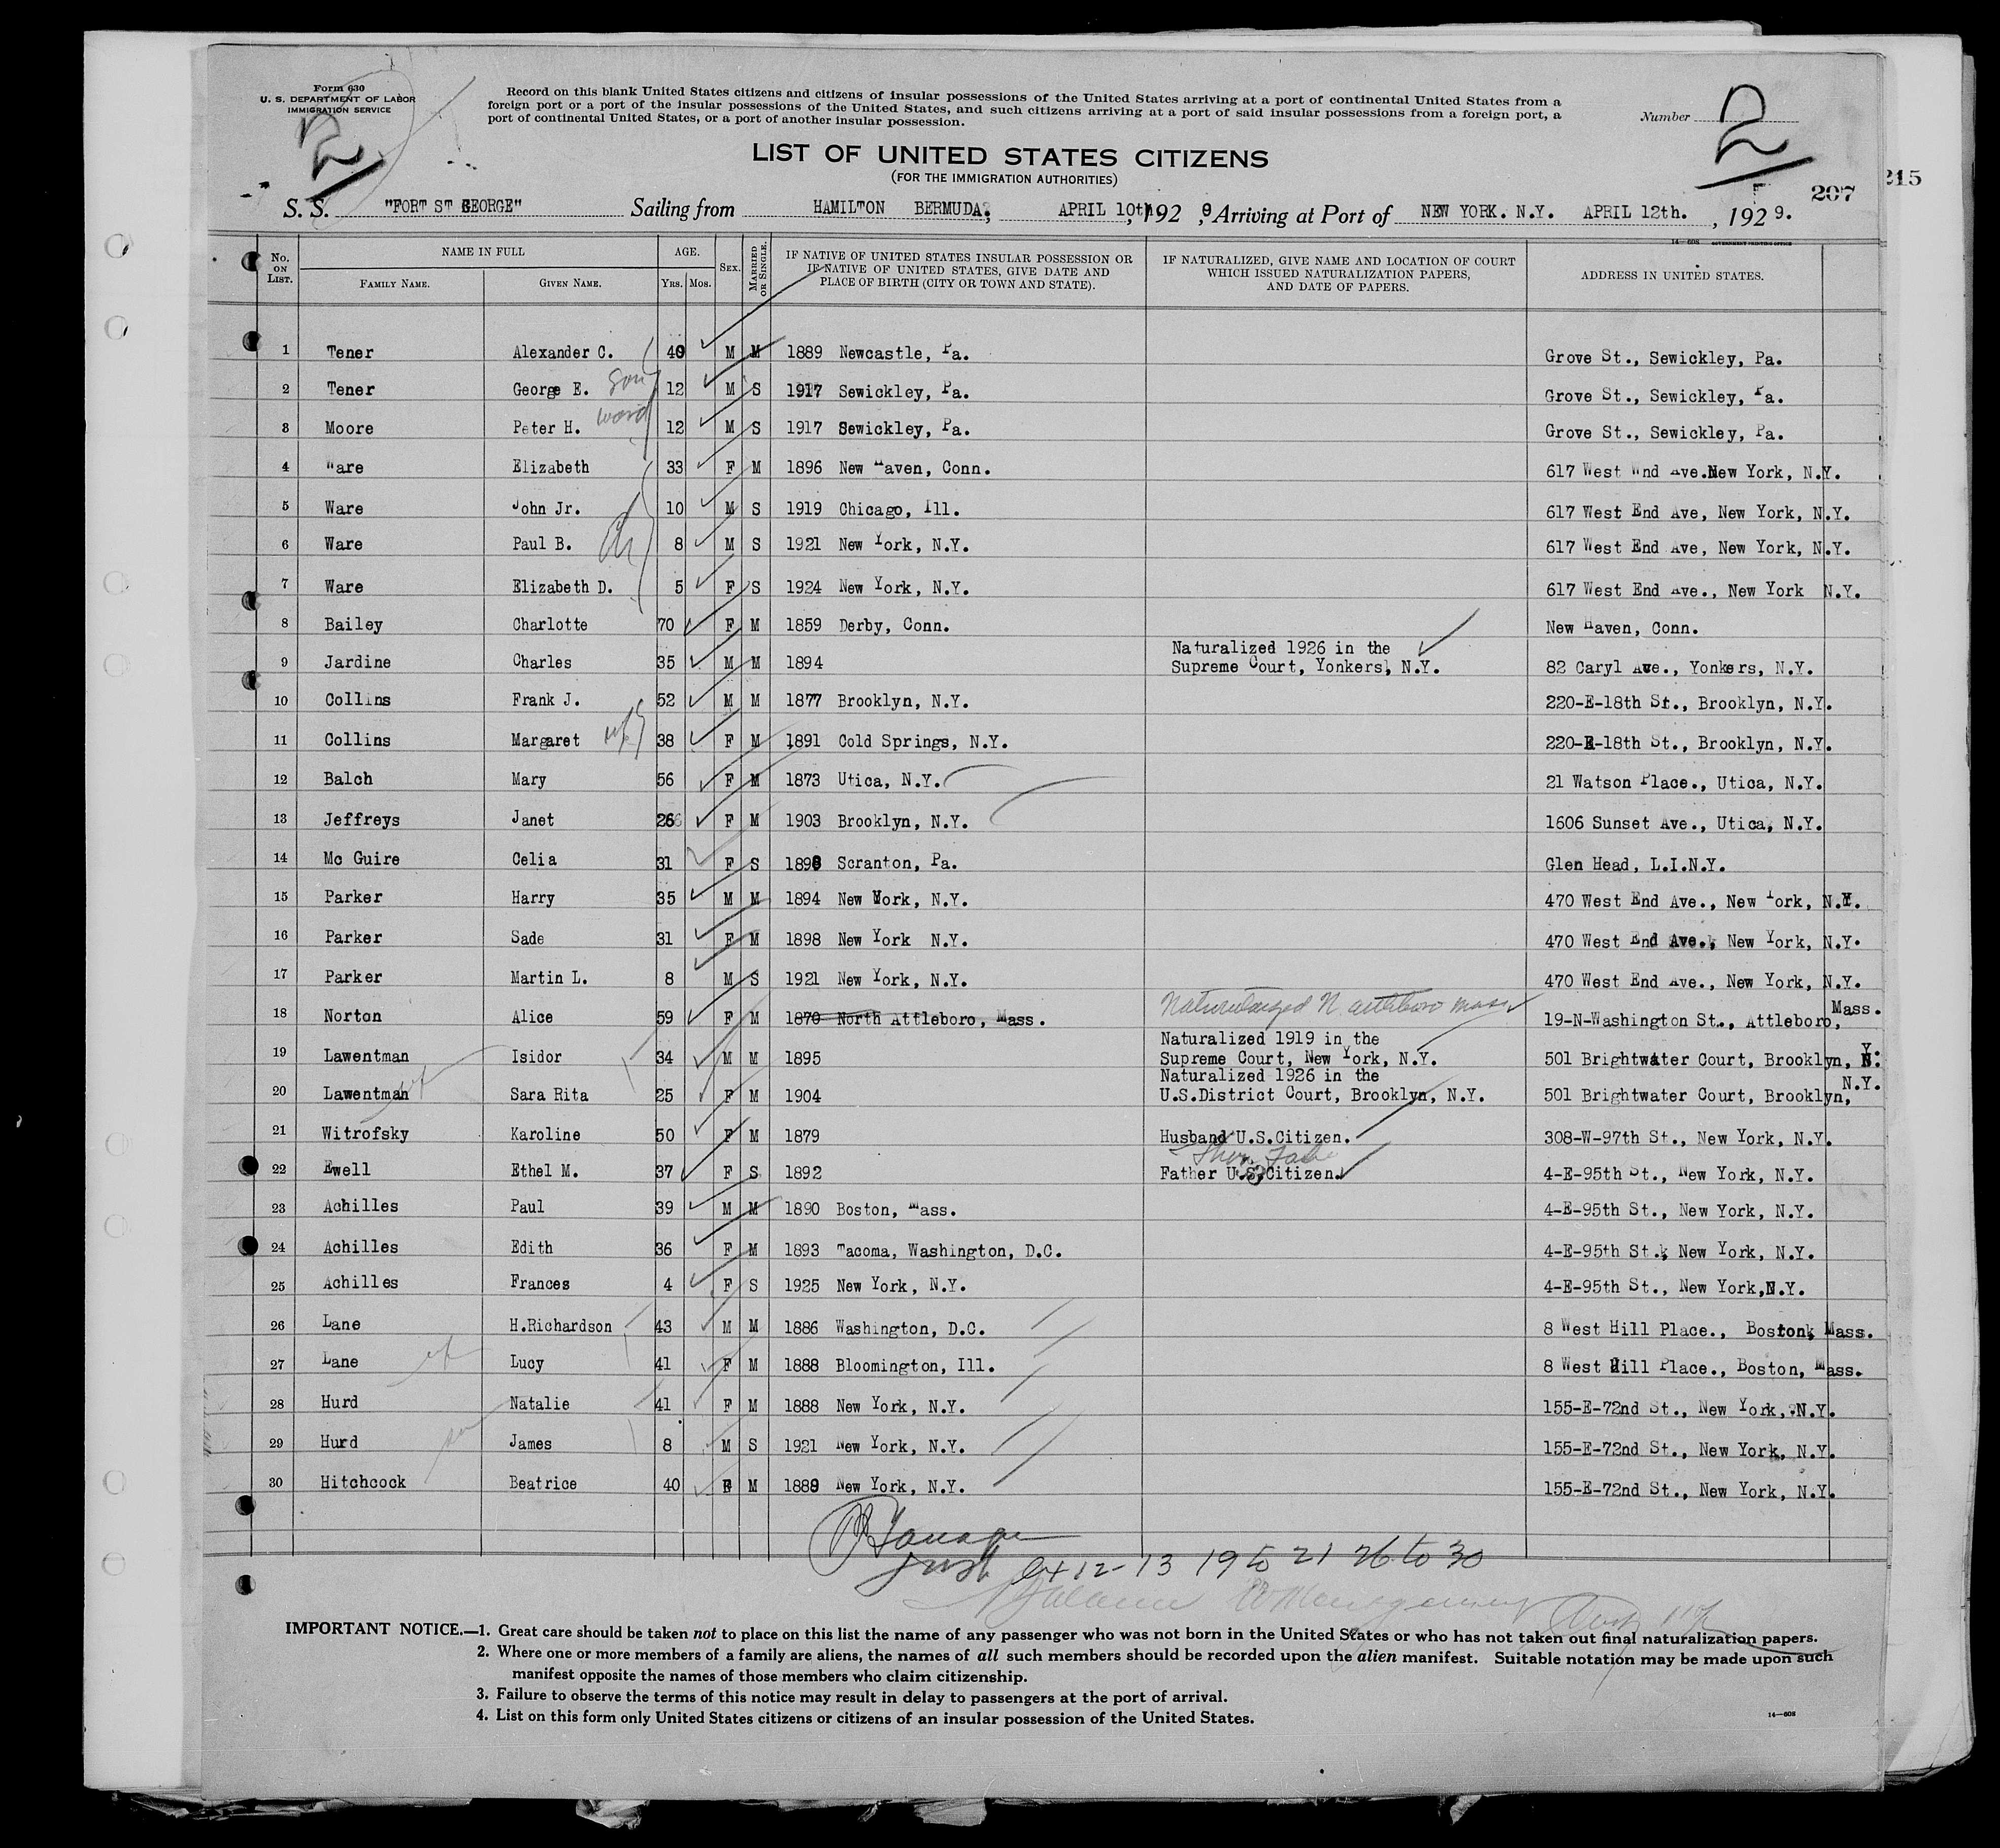 Form 630
U. S. DEPARTMENT OF LABOR
IMMIGRATION SERVICE
Record on this blank United States citizens and citizens of insular possessions of the United States arriving at a port of continental United States from a
foreign port or a port of the insular possessions of the United States, and such citizens arriving at a port of said insular possessions from a foreign port, a
port of continental United States, or a port of another insular possession.
Number 2
2
LIST OF UNITED STATES CITIZENS
(FOR THE IMMIGRATION AUTHORITIES)
207
215
S. S. "FORT ST GEORGE" Sailing from HAMILTON BERMUDA, APRIL 10th, 1929, Arriving at Port of NEW YORK. N.Y. APRIL 12th. , 1929.
14—608 GOVERNMENT PRINTING OFFICE
No. ON LIST. NAME IN FULL FAMILY NAME. GIVEN NAME. AGE. YRS. MOS. SEX. MARRIED OR SINGLE. IF NATIVE OF UNITED STATES INSULAR POSSESSION OR IF NATIVE OF UNITED STATES, GIVE DATE AND PLACE OF BIRTH (CITY OR TOWN AND STATE). IF NATURALIZED, GIVE NAME AND LOCATION OF COURT WHICH ISSUED NATURALIZATION PAPERS, AND DATE OF PAPERS. ADDRESS IN UNITED STATES.
1 Tener Alexander C. 40 M M 1889 Newcastle, Pa. Grove St., Sewickley, Pa.
2 Tener George E. son 12 M S 1917 Sewickley, Pa. Grove St., Sewickley, Pa.
3 Moore Peter H. ward 12 M S 1917 Sewickley, Pa. Grove St., Sewickley, Pa.
4 Ware Elizabeth 33 F M 1896 New Haven, Conn. 617 West Wnd Ave.New York, N.Y.
5 Ware John Jr. 10 M S 1919 Chicago, Ill. 617 West End Ave, New York, N.Y.
6 Ware Paul B. ch 8 M S 1921 New York, N.Y. 617 West End Ave, New York, N.Y.
7 Ware Elizabeth D. 5 F S 1924 New York, N.Y. 617 West End Ave., New York N.Y.
8 Bailey Charlotte 70 F M 1859 Derby, Conn. New Haven, Conn.
9 Jardine Charles 35 M M 1894 Naturalized 1926 in the Supreme Court, Yonkers, N.Y. 82 Caryl Ave., Yonkers, N.Y.
10 Collins Frank J. 52 M M 1877 Brooklyn, N.Y. 220-E-18th St., Brooklyn, N.Y.
11 Collins Margaret wf 38 F M 1891 Cold Springs, N.Y. 220-E-18th St., Brooklyn, N.Y.
12 Balch Mary 56 F M 1873 Utica, N.Y. 21 Watson Place., Utica, N.Y.
13 Jeffreys Janet 26 F M 1903 Brooklyn, N.Y. 1606 Sunset Ave., Utica, N.Y.
14 Mc Guire Celia 31 F S 1898 Scranton, Pa. Glen Head, L.I.N.Y.
15 Parker Harry 35 M M 1894 New York, N.Y. 470 West End Ave., New York, N.Y.
16 Parker Sade 31 F M 1898 New York N.Y. 470 West End Ave., New York, N.Y.
17 Parker Martin L. 8 M S 1921 New York, N.Y. 470 West End Ave., New York, N.Y.
18 Norton Alice 59 F M 1870 North Attleboro, Mass. N. Attleboro Mass 19-N-Washington St., Attleboro, Mass.
19 Lawentman Isidor 34 M M 1895 Naturalized 1919 in the Supreme Court, New York, N.Y. 501 Brightwater Court, Brooklyn, N.Y.
20 Lawentman wf Sara Rita 25 F M 1904 Naturalized 1926 in the U.S.District Court, Brooklyn, N.Y. 501 Brightwater Court, Brooklyn, N.Y.
21 Witrofsky Karoline 50 F M 1879 Husband U.S.Citizen. 308-W-97th St., New York, N.Y.
22 Ewell Ethel M. 37 F S 1892 Father U.S.Citizen. 4-E-95th St., New York, N.Y.
23 Achilles Paul 39 M M 1890 Boston, Mass. 4-E-95th St., New York, N.Y.
24 Achilles Edith 36 F M 1893 Tacoma, Washington, D.C. 4-E-95th St., New York, N.Y.
25 Achilles Frances 4 F S 1925 New York, N.Y. 4-E-95th St., New York,N.Y.
26 Lane H.Richardson 43 M M 1886 Washington, D.C. 8 West Hill Place., Boston, Mass.
27 Lane wf Lucy 41 F M 1888 Bloomington, Ill. 8 West Hill Place., Boston, Mass.
28 Hurd Natalie 41 F M 1888 New York, N.Y. 155-E-72nd St., New York, N.Y.
29 Hurd son James 8 M S 1921 New York, N.Y. 155-E-72nd St., New York, N.Y.
30 Hitchcock Beatrice 40 F M 1889 New York, N.Y. 155-E-72nd St., New York, N.Y.
12-13 19 to 21 26 to 30
IMPORTANT NOTICE.—1. Great care should be taken not to place on this list the name of any passenger who was not born in the United States or who has not taken out final naturalization papers.
2. Where one or more members of a family are aliens, the names of all such members should be recorded upon the alien manifest. Suitable notation may be made upon such
manifest opposite the names of those members who claim citizenship.
3. Failure to observe the terms of this notice may result in delay to passengers at the port of arrival.
4. List on this form only United States citizens or citizens of an insular possession of the United States.
14—608